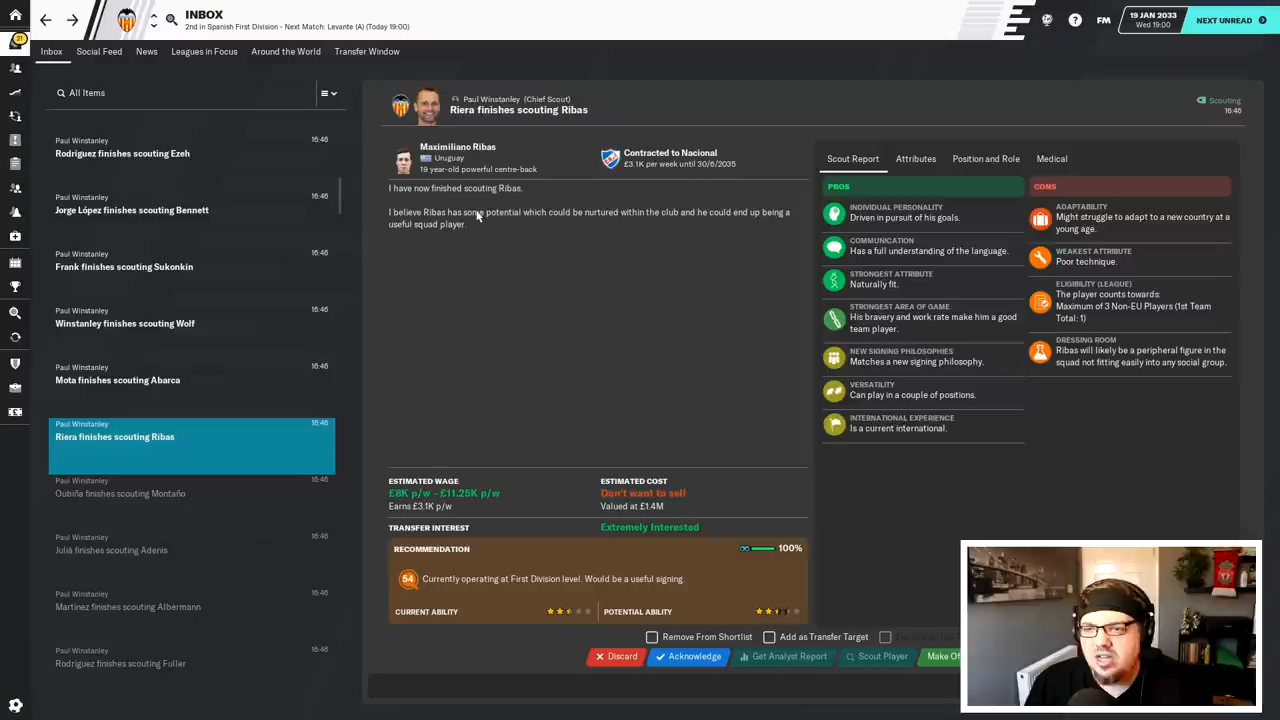 INBOX
2nd in Spanish First Division - Next Match: Levante (A) (Today 19:00)
FM
19 JAN 2033
Wed 19:00
NEXT UNREAD
21
Inbox
Social Feed
News
Leagues in Focus
Around the World
Transfer Window
All Items
Paul Winstanley
16:46
Rodríguez finishes scouting Ezeh
Paul Winstanley
16:46
Jorge López finishes scouting Bennett
Paul Winstanley
16:46
Frank finishes scouting Sukonkin
Paul Winstanley
16:46
Winstanley finishes scouting Wolf
Paul Winstanley
16:46
Mota finishes scouting Abarca
Paul Winstanley
16:46
Riera finishes scouting Ribas
Paul Winstanley
16:46
Oubiña finishes scouting Montaño
Paul Winstanley
16:46
Julià finishes scouting Adenis
Paul Winstanley
16:46
Martínez finishes scouting Albermann
Paul Winstanley
16:46
Rodríguez finishes scouting Fuller
Paul Winstanley (Chief Scout)
Riera finishes scouting Ribas
Scouting
16:46
Maximiliano Ribas
Uruguay
19 year-old powerful centre-back
Contracted to Nacional
£3.1K per week until 30/6/2035
I have now finished scouting Ribas.
I believe Ribas has some potential which could be nurtured within the club and he could end up being a
useful squad player.
ESTIMATED WAGE
£8K p/w - £11.25K p/w
Earns £3.1K p/w
ESTIMATED COST
Don't want to sell
Valued at £1.4M
TRANSFER INTEREST
Extremely Interested
RECOMMENDATION
100%
54
Currently operating at First Division level. Would be a useful signing.
CURRENT ABILITY
POTENTIAL ABILITY
Scout Report
Attributes
Position and Role
Medical
PROS
INDIVIDUAL PERSONALITY
Driven in pursuit of his goals.
COMMUNICATION
Has a full understanding of the language.
STRONGEST ATTRIBUTE
Naturally fit.
STRONGEST AREA OF GAME
His bravery and work rate make him a good
team player.
NEW SIGNING PHILOSOPHIES
Matches a new signing philosophy.
VERSATILITY
Can play in a couple of positions.
INTERNATIONAL EXPERIENCE
Is a current international.
CONS
ADAPTABILITY
Might struggle to adapt to a new country at a
young age.
WEAKEST ATTRIBUTE
Poor technique.
ELIGIBILITY (LEAGUE)
The player counts towards:
Maximum of 3 Non-EU Players (1st Team
Total: 1)
DRESSING ROOM
Ribas will likely be a peripheral figure in the
squad not fitting easily into any social group.
Remove From Shortlist
Add as Transfer Target
Discard
Acknowledge
Get Analyst Report
Scout Player
Make Of